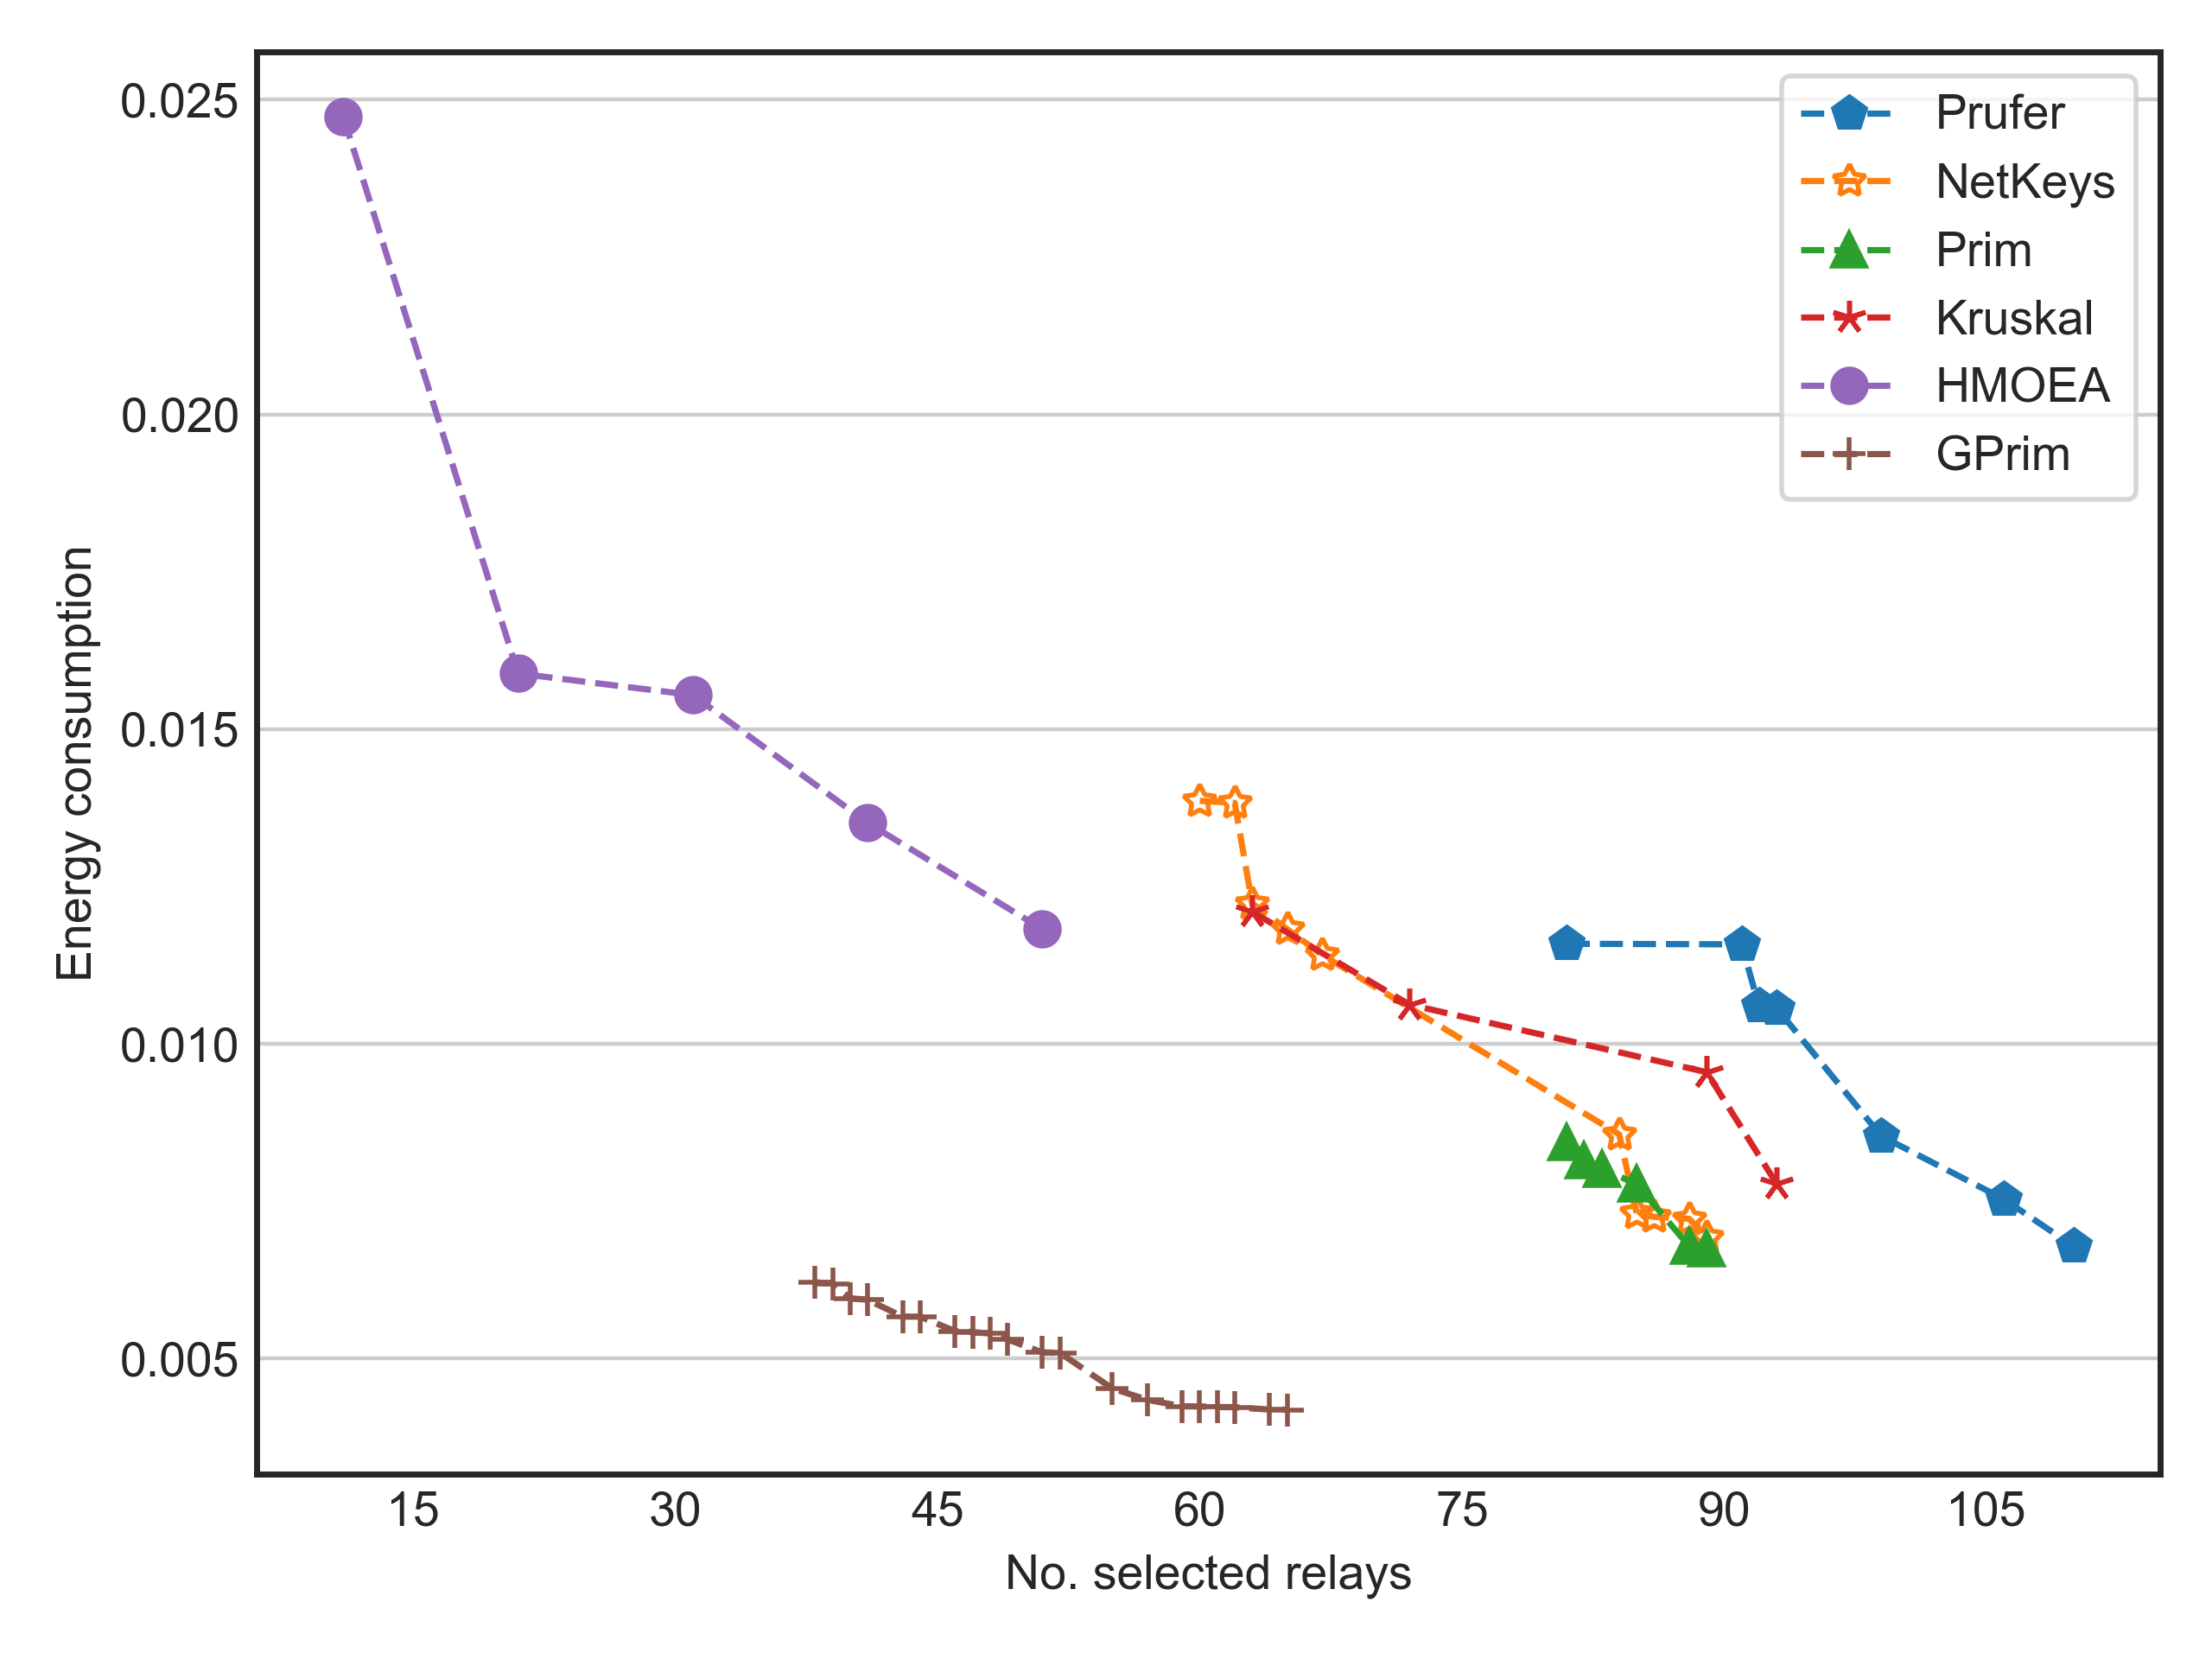 Energy consumption
0.025
0.020
0.015
0.010
0.005
15 30 45 60 75 90 105
No. selected relays
Prufer
NetKeys
Prim
Kruskal
HMOEA
GPrim